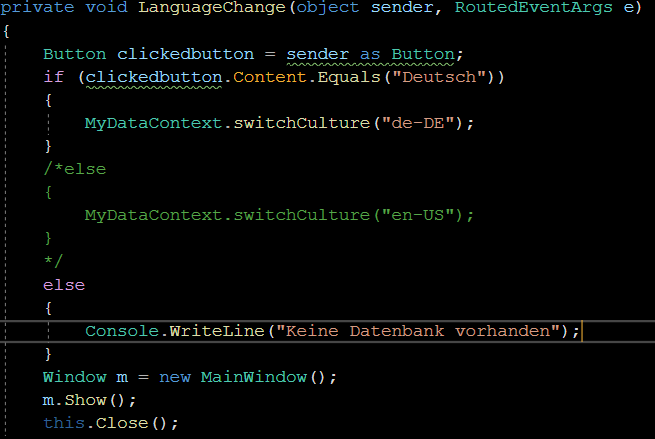 private void LanguageChange(object sender, RoutedEventArgs e)
{
Button clickedbutton = sender as Button;
if (clickedbutton.Content.Equals("Deutsch"))
{
MyDataContext.switchCulture("de-DE");
}
/*else
{
MyDataContext.switchCulture("en-US");
}
*/
else
{
Console.WriteLine("Keine Datenbank vorhanden");
}
Window m = new MainWindow();
m.Show();
this.Close();